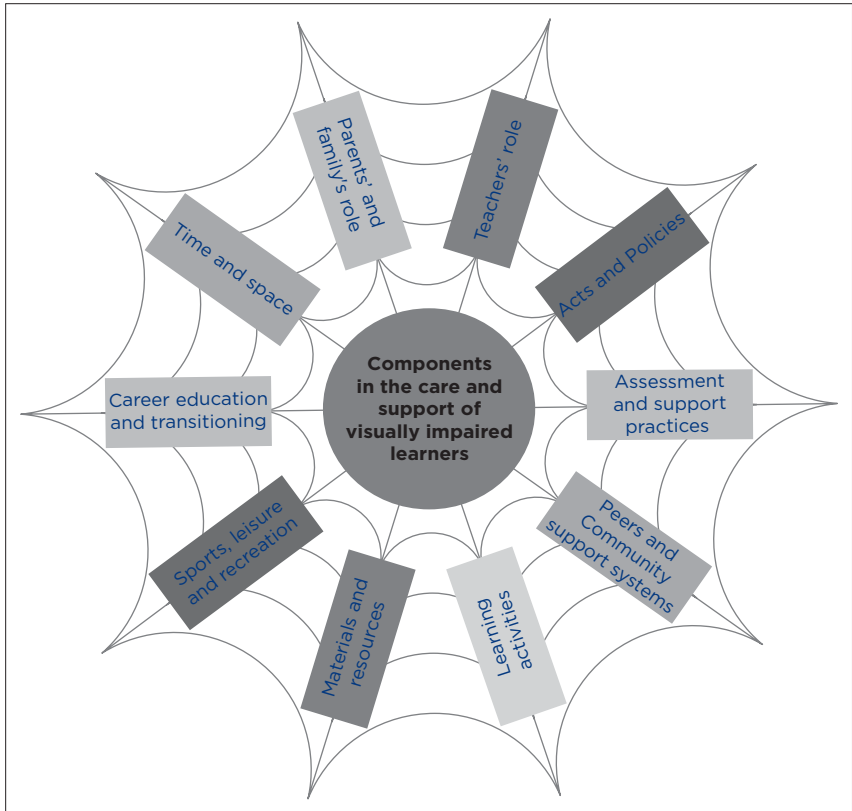 Components
in the care and
support of
visually impaired
learners
Parents' and
family's role
Teachers' role
Acts and Policies
Assessment
and support
practices
Peers and
Community
support systems
Learning
activities
Materials and
resources
Sports, leisure
and recreation
Career education
and transitioning
Time and space